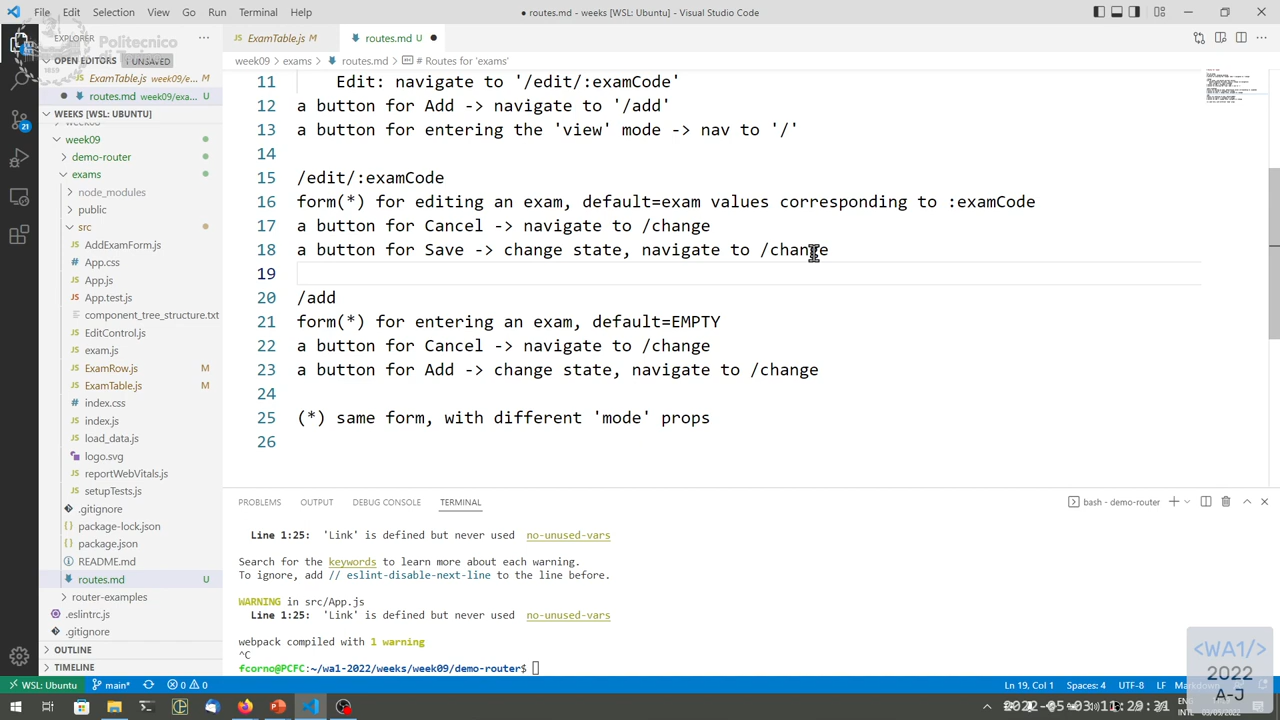 File Edit Selection View Go Run Terminal Help
● routes.md - weeks [WSL: Ubuntu] - Visual Studio Code
EXPLORER
Politecnico
OPEN EDITORS 1 UNSAVED
ExamTable.js week09/e... M
routes.md week09/exa... U
WEEKS [WSL: UBUNTU]
week09
demo-router
exams
node_modules
public
src
AddExamForm.js
App.css
App.js
App.test.js
component_tree_structure.txt
EditControl.js
exam.js
ExamRow.js M
ExamTable.js M
index.css
index.js
load_data.js
logo.svg
reportWebVitals.js
setupTests.js
.gitignore
package-lock.json
package.json
README.md
routes.md U
router-examples
.eslintrc.js
.gitignore
OUTLINE
TIMELINE
ExamTable.js M
routes.md U
week09 > exams > routes.md > # Routes for 'exams'
11 Edit: navigate to '/edit/:examCode'
12 a button for Add -> navigate to '/add'
13 a button for entering the 'view' mode -> nav to '/'
14
15 /edit/:examCode
16 form(*) for editing an exam, default=exam values corresponding to :examCode
17 a button for Cancel -> navigate to /change
18 a button for Save -> change state, navigate to /change
19
20 /add
21 form(*) for entering an exam, default=EMPTY
22 a button for Cancel -> navigate to /change
23 a button for Add -> change state, navigate to /change
24
25 (*) same form, with different 'mode' props
26
PROBLEMS OUTPUT DEBUG CONSOLE TERMINAL
bash - demo-router
Line 1:25: 'Link' is defined but never used no-unused-vars
Search for the keywords to learn more about each warning.
To ignore, add // eslint-disable-next-line to the line before.
WARNING in src/App.js
Line 1:25: 'Link' is defined but never used no-unused-vars
webpack compiled with 1 warning
^C
fcorno@PCFC:~/wa1-2022/weeks/week09/demo-router$
21
WSL: Ubuntu main* 0 0
Ln 19, Col 1 Spaces: 4 UTF-8 LF Markdown
<WA1/>
2022
A-J